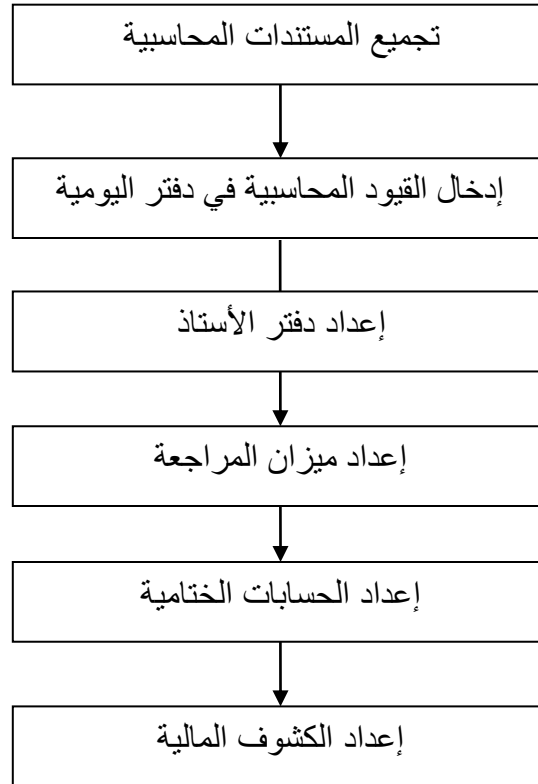 تجميع المستندات المحاسبية
إدخال القيود المحاسبية في دفتر اليومية
إعداد دفتر الأستاذ
إعداد ميزان المراجعة
إعداد الحسابات الختامية
إعداد الكشوف المالية